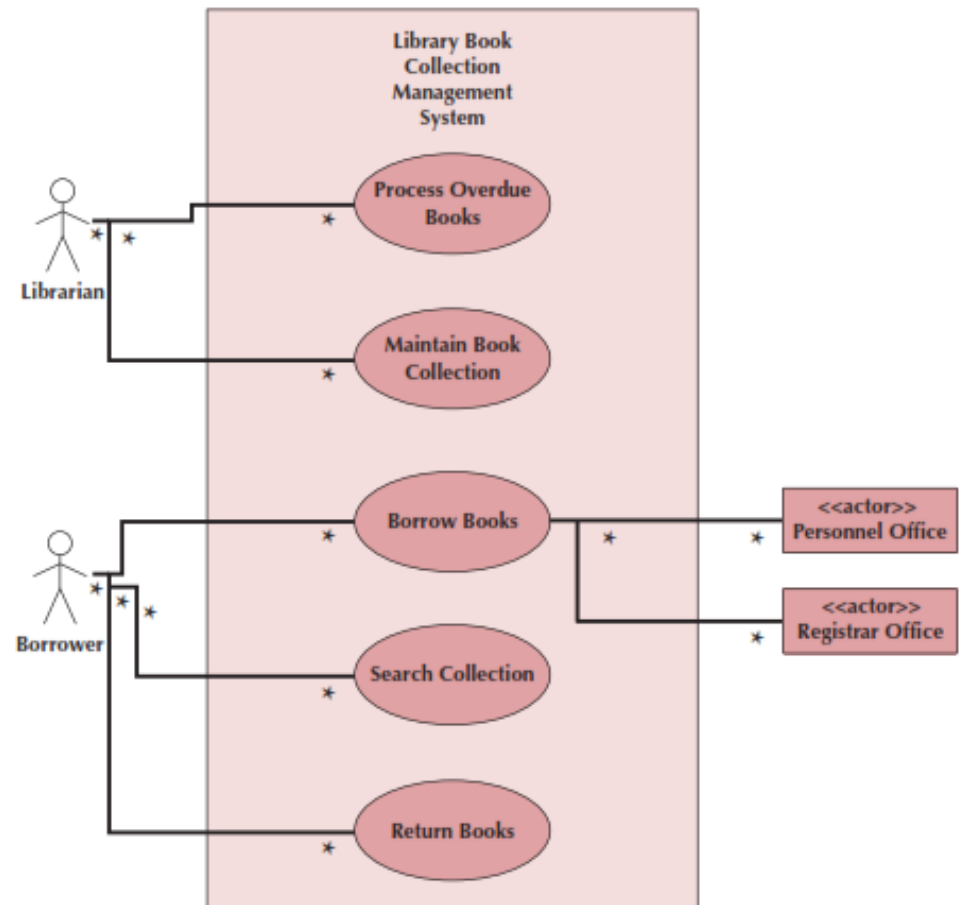 Library Book
Collection
Management
System
Process Overdue
Books
*
*
*
Librarian
Maintain Book
Collection
*
Borrow Books
*
*
*
<<actor>>
Personnel Office
<<actor>>
Registrar Office
*
*
*
*
Borrower
Search Collection
*
Return Books
*